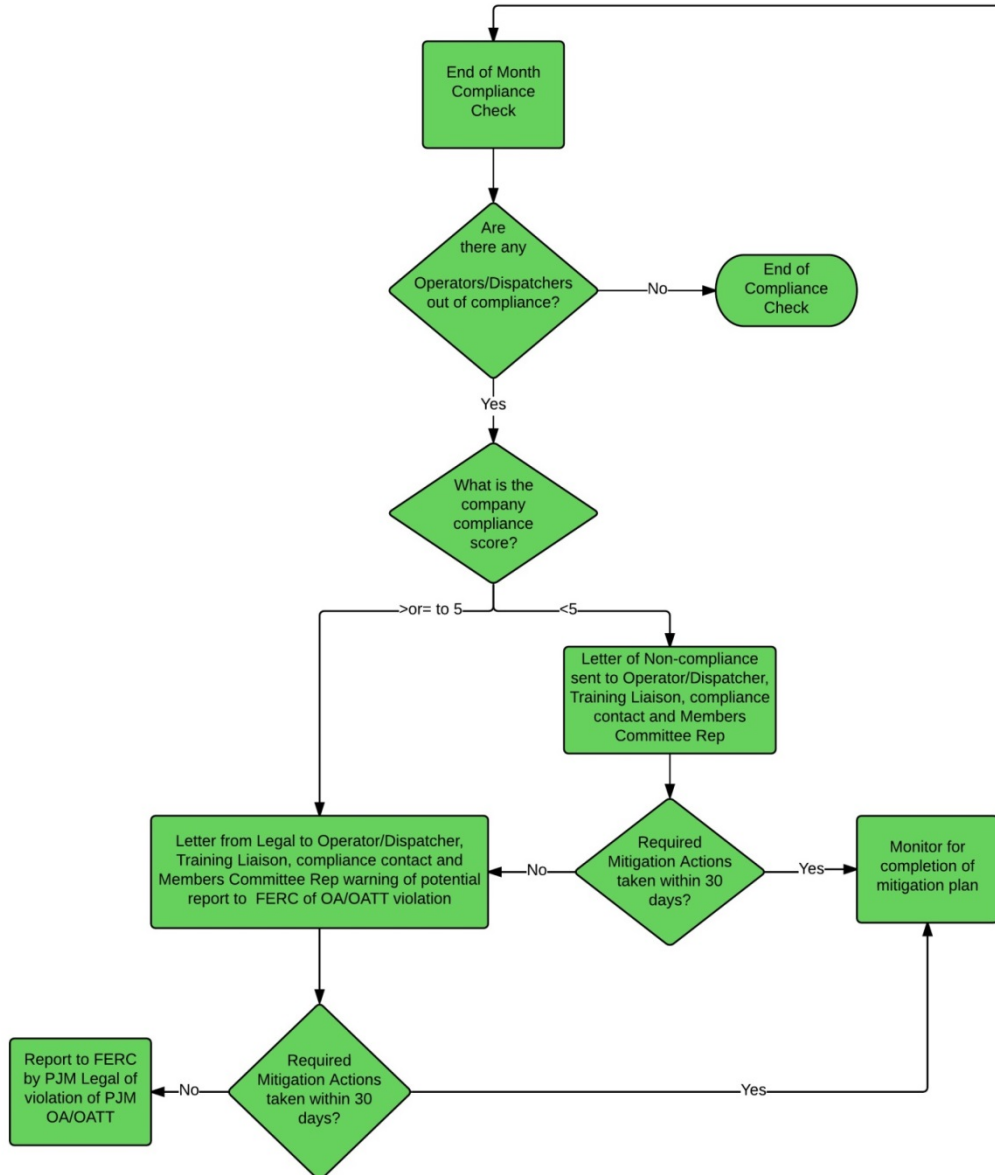 End of Month
Compliance
Check
Are
there any
Operators/Dispatchers
out of compliance?
No
End of
Compliance
Check
Yes
What is the
company
compliance
score?
>or= to 5
<5
Letter of Non-compliance
sent to Operator/Dispatcher,
Training Liaison, compliance
contact and Members
Committee Rep
Letter from Legal to Operator/Dispatcher,
Training Liaison, compliance contact and
Members Committee Rep warning of potential
report to FERC of OA/OATT violation
No
Required
Mitigation Actions
taken within 30
days?
Yes
Monitor for
completion of
mitigation plan
Report to FERC
by PJM Legal of
violation of PJM
OA/OATT
No
Required
Mitigation Actions
taken within 30
days?
Yes